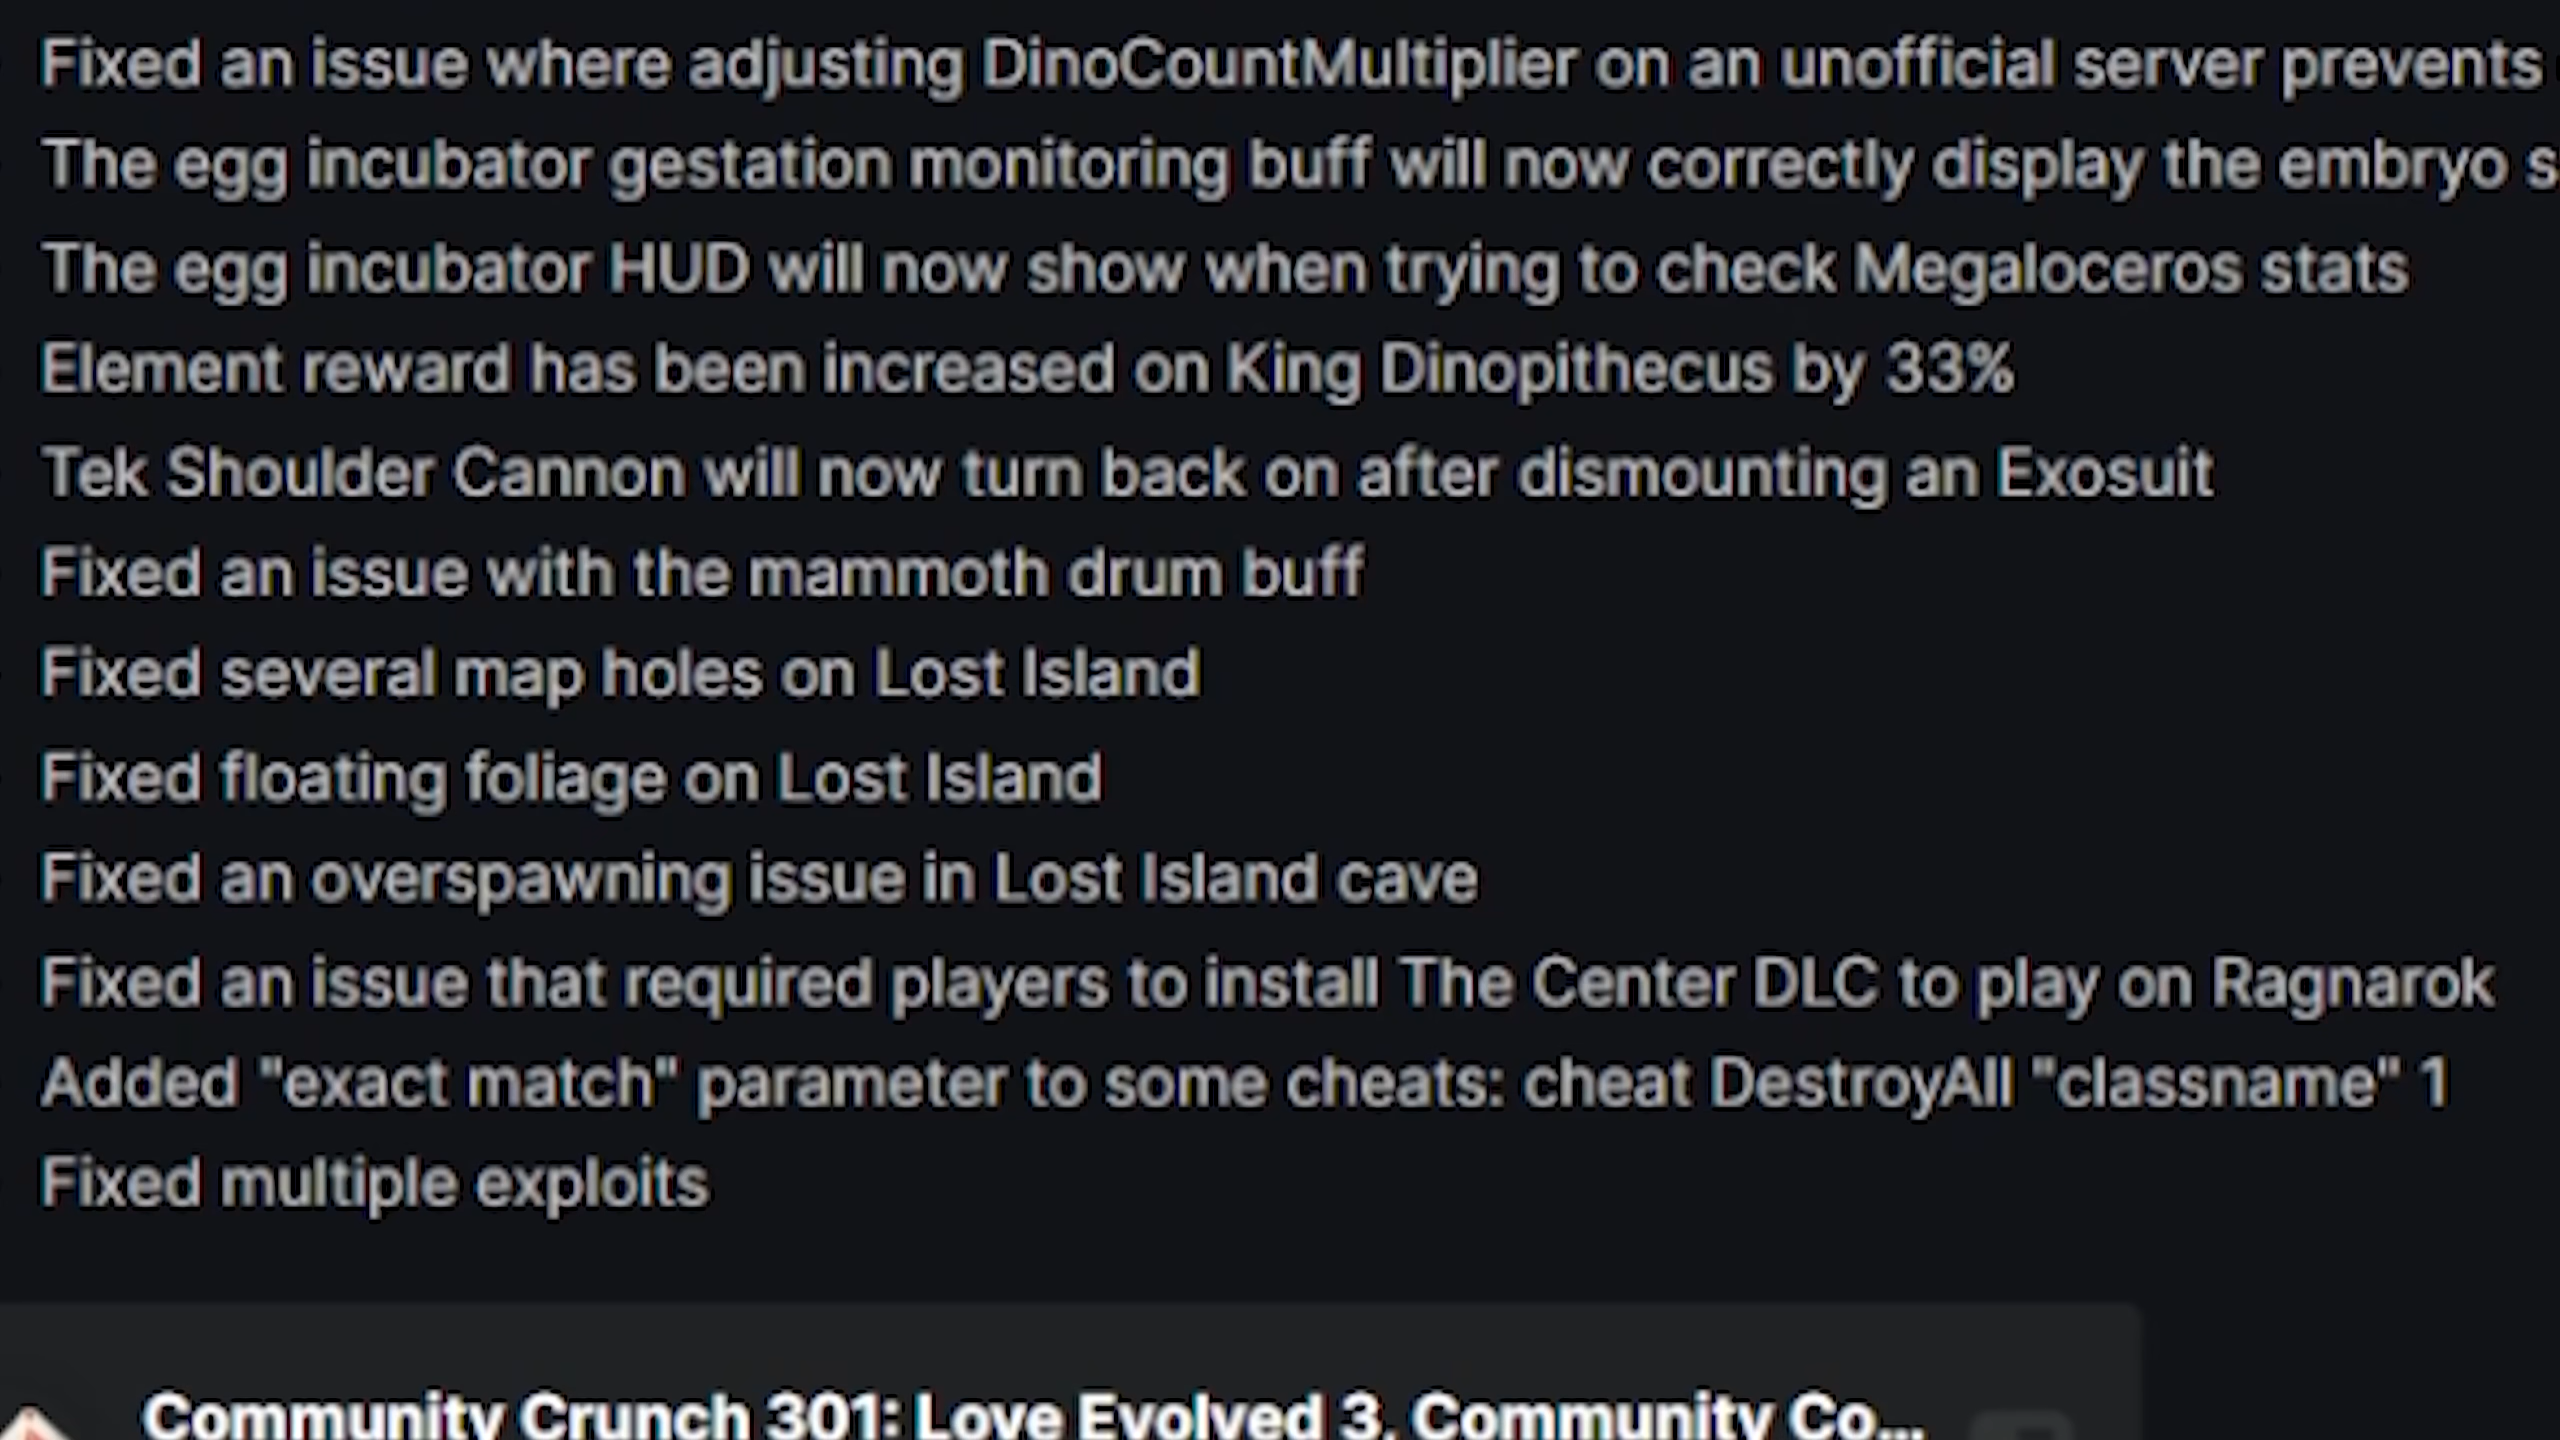 Fixed an issue where adjusting DinoCountMultiplier on an unofficial server prevents
The egg incubator gestation monitoring buff will now correctly display the embryo
The egg incubator HUD will now show when trying to check Megaloceros stats
Element reward has been increased on King Dinopithecus by 33%
Tek Shoulder Cannon will now turn back on after dismounting an Exosuit
Fixed an issue with the mammoth drum buff
Fixed several map holes on Lost Island
Fixed floating foliage on Lost Island
Fixed an overspawning issue in Lost Island cave
Fixed an issue that required players to install The Center DLC to play on Ragnarok
Added "exact match" parameter to some cheats: cheat DestroyAll "classname" 1
Fixed multiple exploits
Community Crunch 301: Love Evolved 3, Community Co...